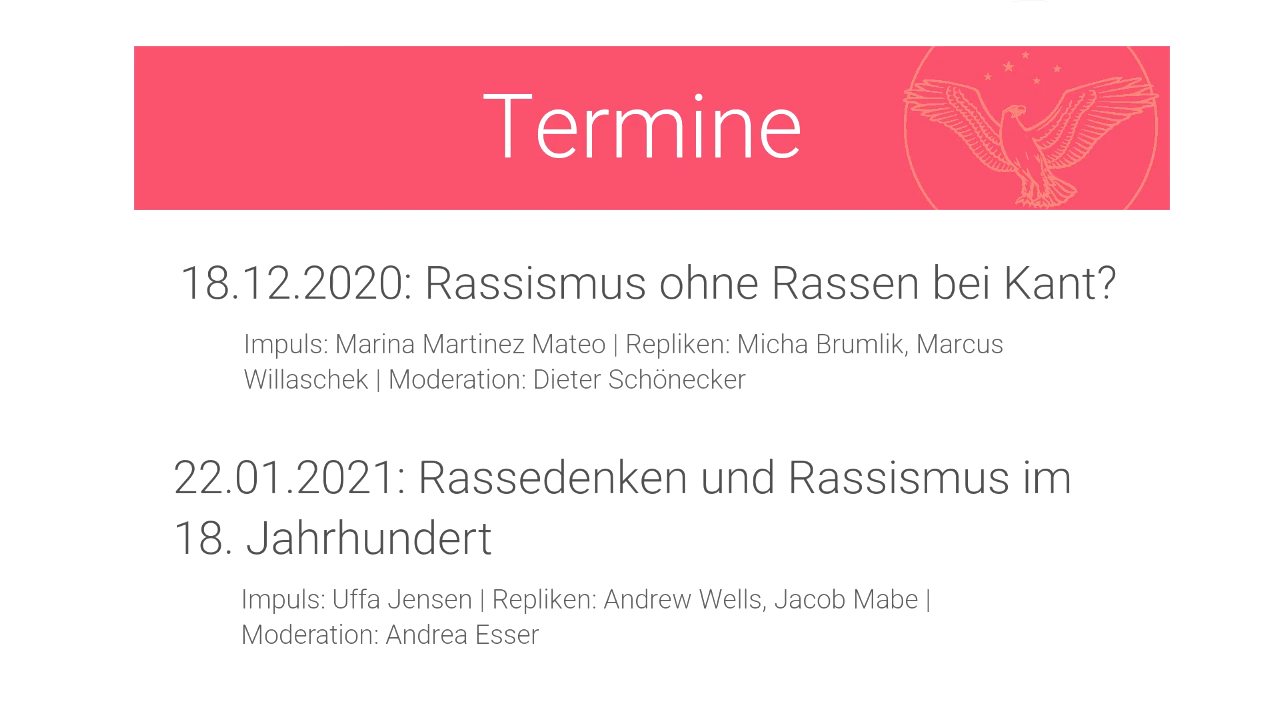 Termine
18.12.2020: Rassismus ohne Rassen bei Kant?
Impuls: Marina Martinez Mateo | Repliken: Micha Brumlik, Marcus
Willaschek | Moderation: Dieter Schönecker
22.01.2021: Rassedenken und Rassismus im
18. Jahrhundert
Impuls: Uffa Jensen | Repliken: Andrew Wells, Jacob Mabe |
Moderation: Andrea Esser